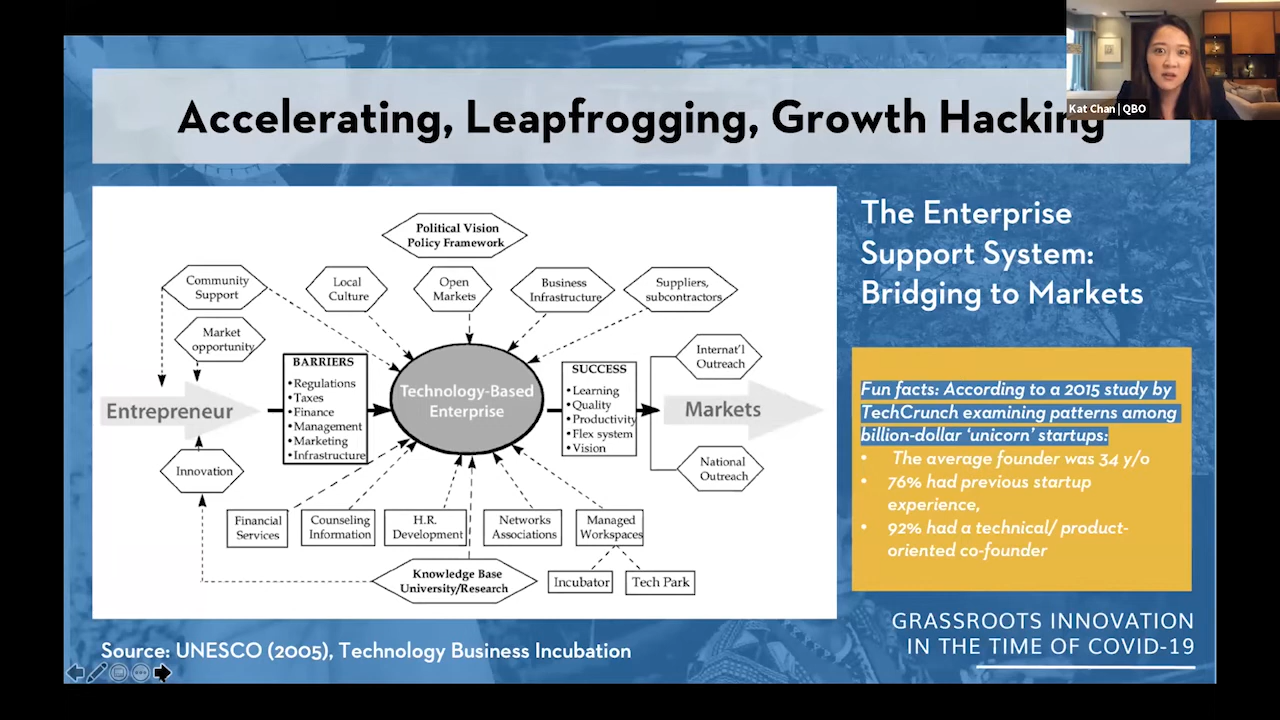 Kat Chan | QBO
Accelerating, Leapfrogging, Growth Hacking
Political Vision
Policy Framework
Community
Support
Local
Culture
Open
Markets
Business
Infrastructure
Suppliers,
subcontractors
Market
opportunity
BARRIERS
•Regulations
•Taxes
•Finance
•Management
•Marketing
•Infrastructure
Technology-Based
Enterprise
SUCCESS
•Learning
•Quality
•Productivity
•Flex system
•Vision
Internat'l
Outreach
Entrepreneur
Markets
Innovation
National
Outreach
Financial
Services
Counseling
Information
H.R.
Development
Networks
Associations
Managed
Workspaces
Knowledge Base
University/Research
Incubator
Tech Park
Source: UNESCO (2005), Technology Business Incubation
The Enterprise
Support System:
Bridging to Markets
Fun facts: According to a 2015 study by
TechCrunch examining patterns among
billion-dollar ‘unicorn’ startups:
• The average founder was 34 y/o
• 76% had previous startup
experience,
• 92% had a technical/ product-
oriented co-founder
GRASSROOTS INNOVATION
IN THE TIME OF COVID-19